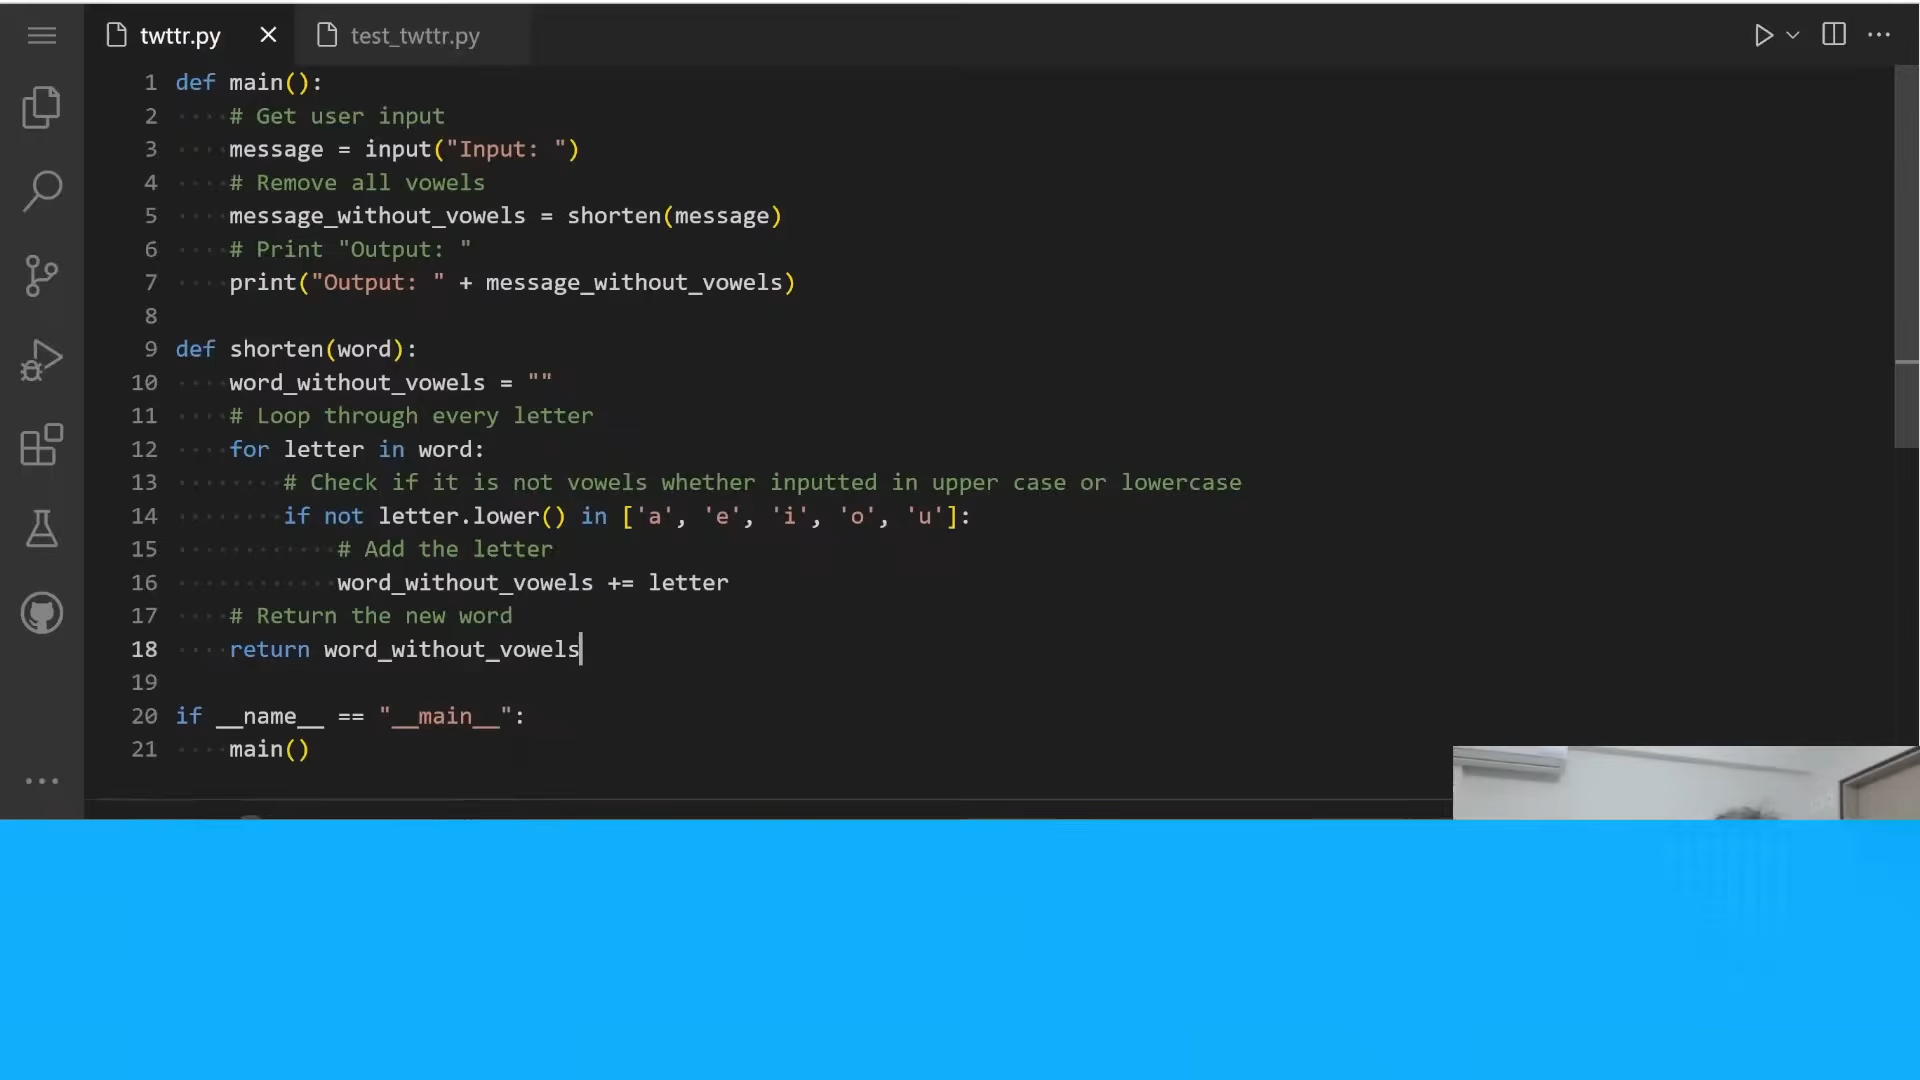 twttr.py
test_twttr.py
1 def main():
2 # Get user input
3 message = input("Input: ")
4 # Remove all vowels
5 message_without_vowels = shorten(message)
6 # Print "Output: "
7 print("Output: " + message_without_vowels)
8
9 def shorten(word):
10 word_without_vowels = ""
11 # Loop through every letter
12 for letter in word:
13 # Check if it is not vowels whether inputted in upper case or lowercase
14 if not letter.lower() in ['a', 'e', 'i', 'o', 'u']:
15 # Add the letter
16 word_without_vowels += letter
17 # Return the new word
18 return word_without_vowels
19
20 if __name__ == "__main__":
21 main()